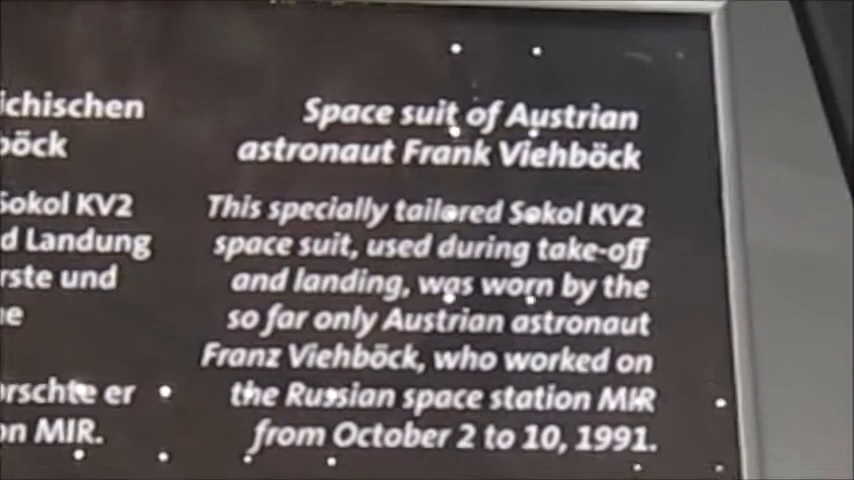 ichischen
öck
Sokol KV2
d Landung
rste und
e
orschte er
on MIR.
Space suit of Austrian
astronaut Frank Viehböck
This specially tailored Sokol KV2
space suit, used during take-off
and landing, was worn by the
so far only Austrian astronaut
Franz Viehböck, who worked on
the Russian space station MIR
from October 2 to 10, 1991.